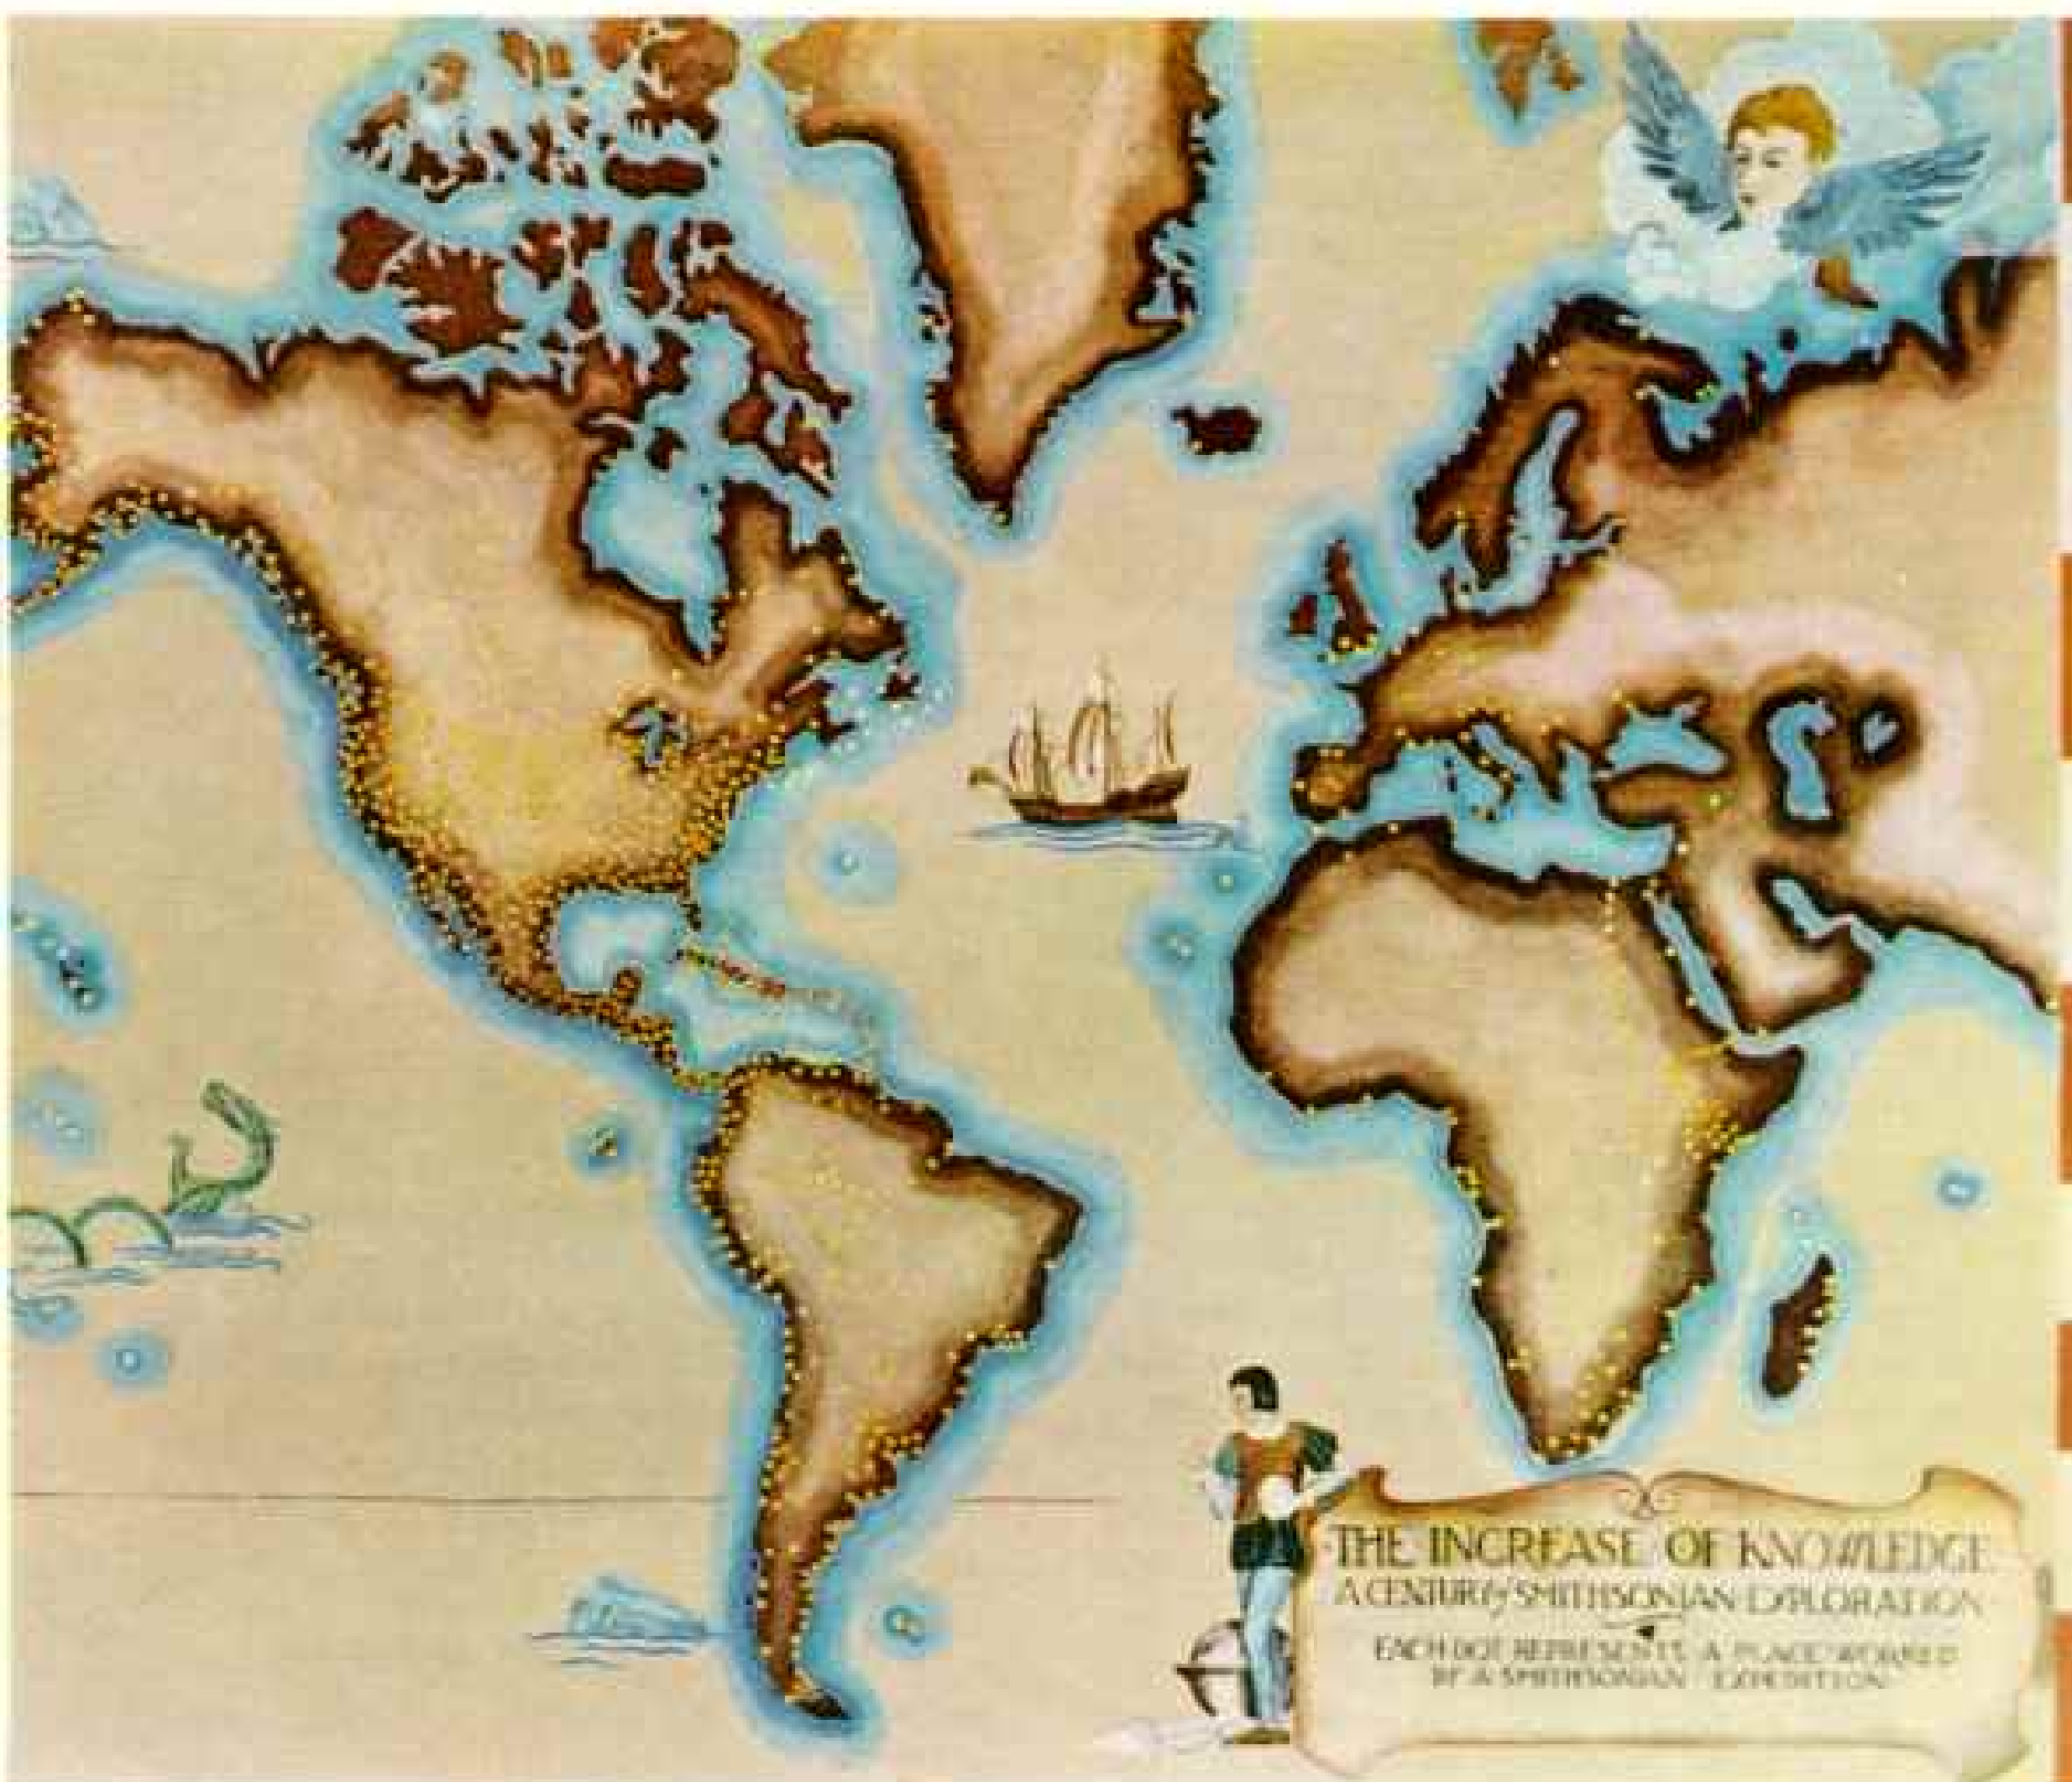 THE INCREASE OF KNOWLEDGE
A CENTURY of SMITHSONIAN EXPLORATION
EACH DOT REPRESENTS A PLACE WORKED
BY A SMITHSONIAN EXPEDITION